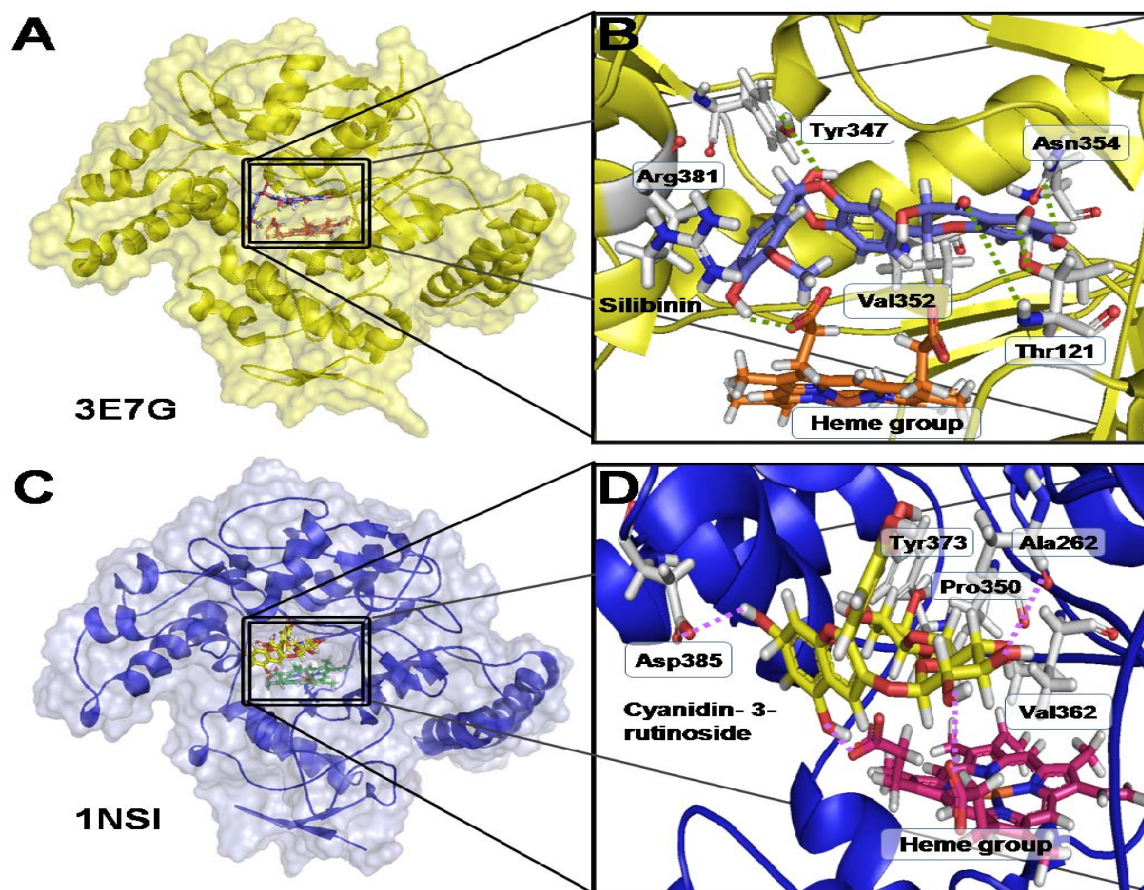 A
3E7G
B
Tyr347
Asn354
Arg381
Silibinin
Val352
Thr121
Heme group
C
1NSI
D
Tyr373
Ala262
Pro350
Asp385
Cyanidin- 3-
rutinoside
Val362
Heme group